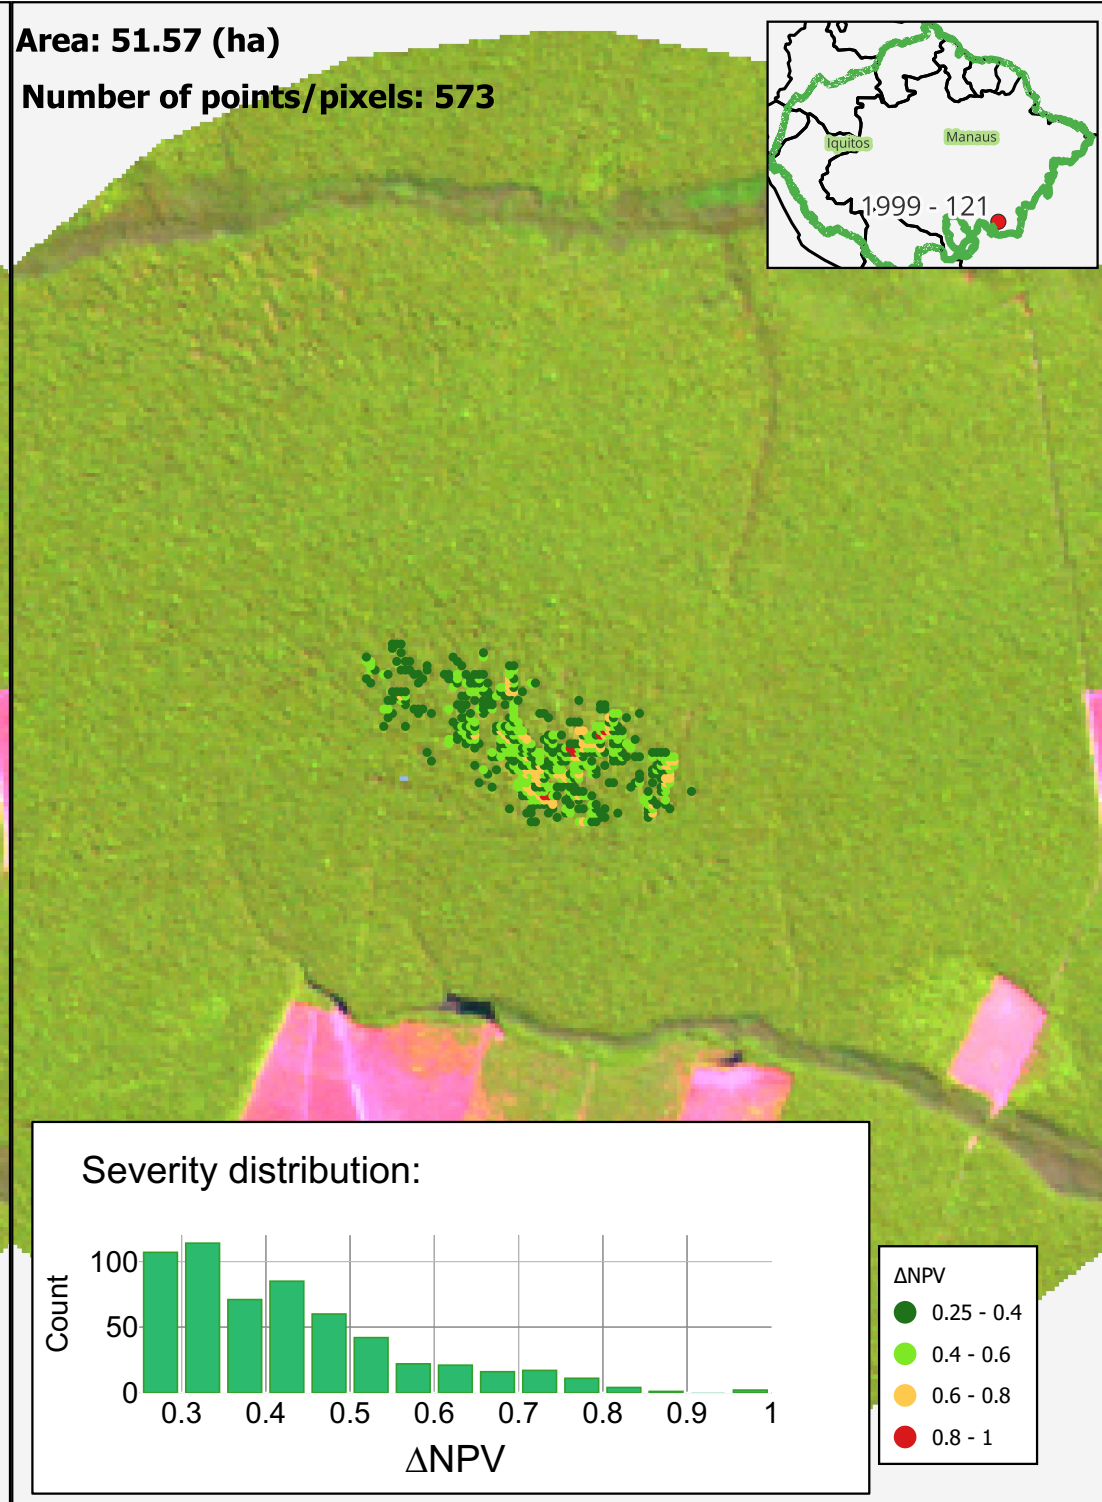 Area: 51.57 (ha)
Number of points/pixels: 573
Iquitos
Manaus
1999 - 121
Severity distribution:
Count
100
50
0
0.3 0.4 0.5 0.6 0.7 0.8 0.9 1
ΔNPV
ΔNPV
0.25 - 0.4
0.4 - 0.6
0.6 - 0.8
0.8 - 1